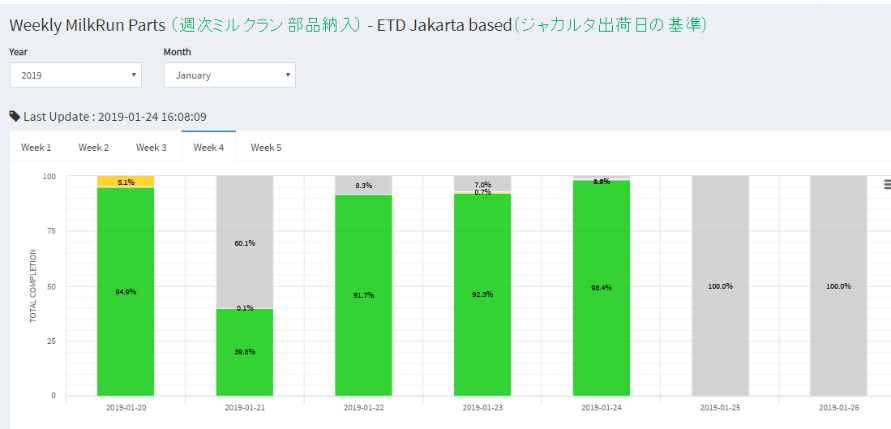 Weekly MilkRun Parts （週次ミルクラン 部品納入） - ETD Jakarta based(ジャカルタ出荷日の基準)
Year Month
2019 January
Last Update : 2019-01-24 16:08:09
Week 1 Week 2 Week 3 Week 4 Week 5
TOTAL COMPLETION
100
75
50
25
0
5.1%
94.9%
60.1%
0.1%
39.8%
8.3%
91.7%
7.0%
0.7%
92.3%
98.4%
100.0%
100.0%
2019-01-20 2019-01-21 2019-01-22 2019-01-23 2019-01-24 2019-01-25 2019-01-26